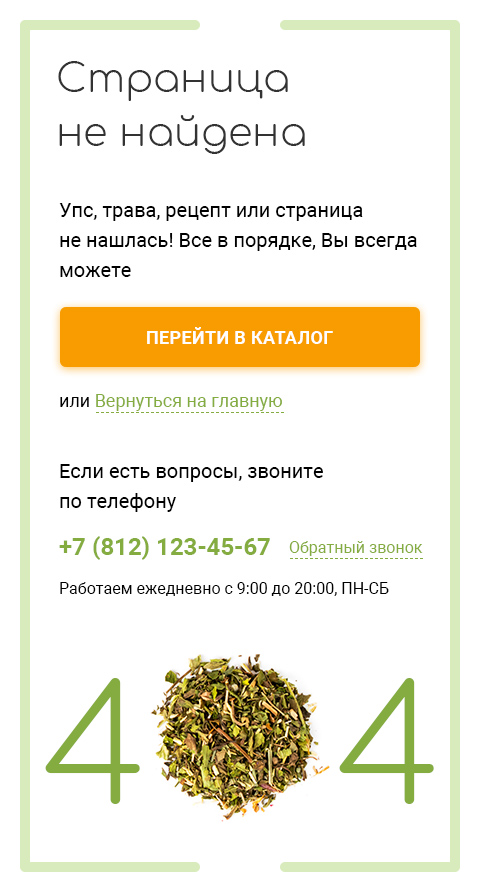 Страница
не найдена
Упс, трава, рецепт или страница
не нашлась! Все в порядке, Вы всегда
можете
ПЕРЕЙТИ В КАТАЛОГ
или Вернуться на главную
Если есть вопросы, звоните
по телефону
+7 (812) 123-45-67 Обратный звонок
Работаем ежедневно с 9:00 до 20:00, ПН-СБ
4 4